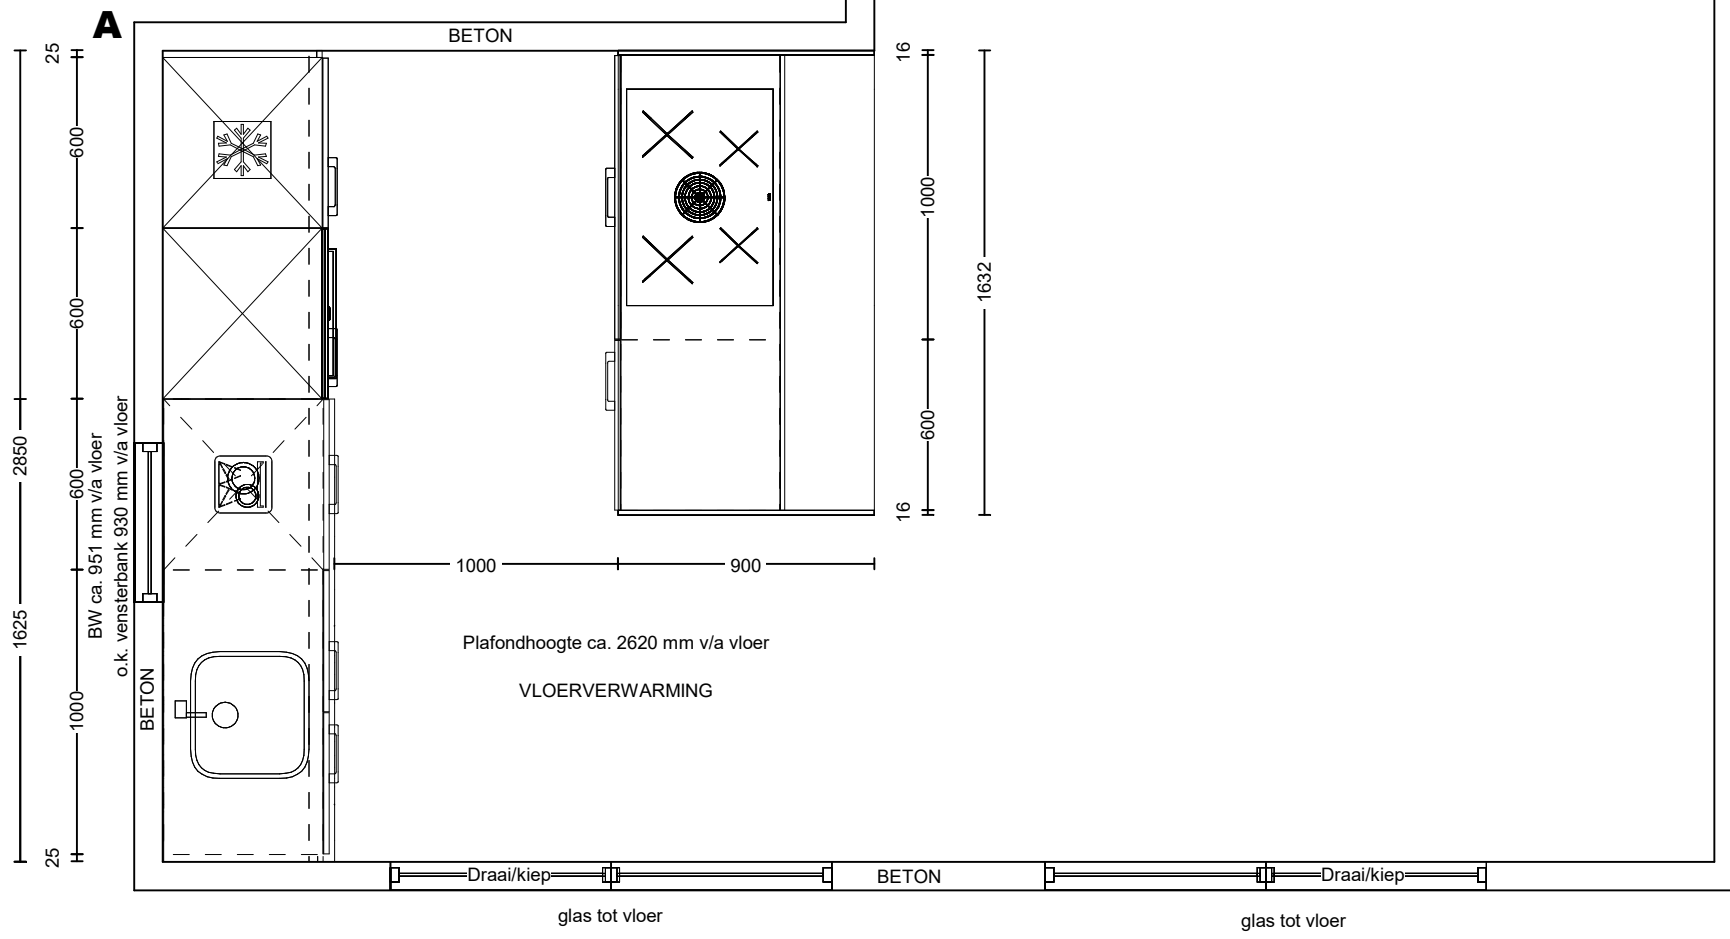 A
BETON
25
600
600
600
1000
25
2850
1625
BW ca. 951 mm v/a vloer
o.k. vensterbank 930 mm v/a vloer
BETON
16
1000
600
16
1632
1000
900
Plafondhoogte ca. 2620 mm v/a vloer
VLOERVERWARMING
Draai/kiep
BETON
Draai/kiep
glas tot vloer
glas tot vloer